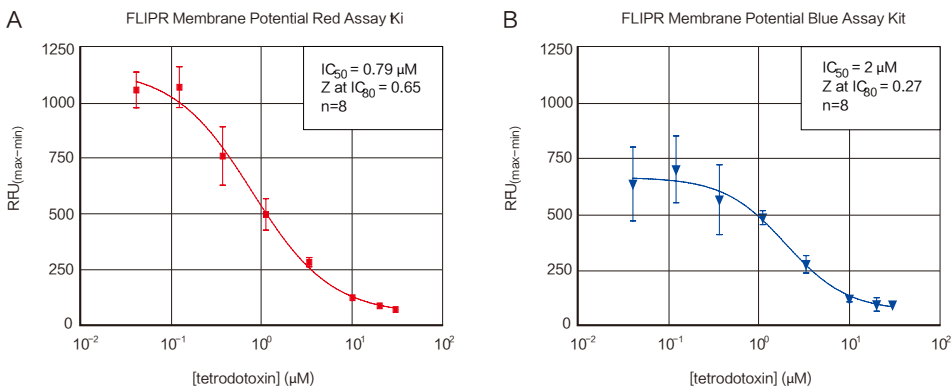 A
FLIPR Membrane Potential Red Assay Ki
IC50 = 0.79 µM
Z at IC80 = 0.65
n=8
RFU(max–min)
1250
1000
750
500
250
0
10–2
10–1
100
101
102
[tetrodotoxin] (µM)
B
FLIPR Membrane Potential Blue Assay Kit
IC50 = 2 µM
Z at IC80 = 0.27
n=8
RFU(max–min)
1250
1000
750
500
250
0
10–2
10–1
100
101
102
[tetrodotoxin] (µM)